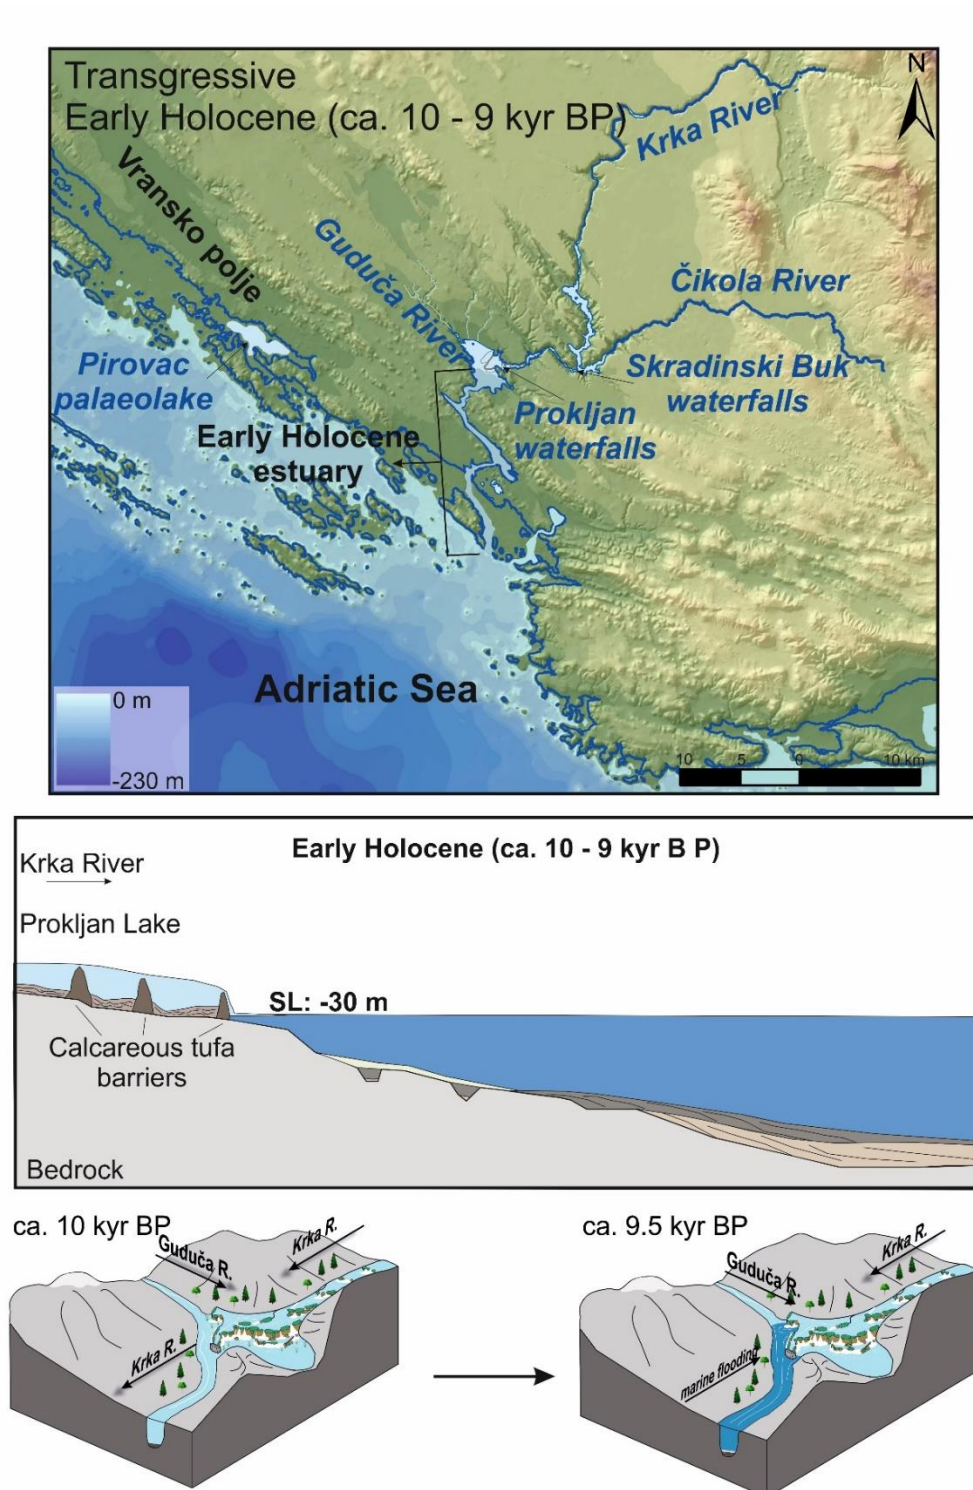 Transgressive
Early Holocene (ca. 10 - 9 kyr BP)
N
Krka River
Vransko polje
Guduča River
Čikola River
Pirovac
palaeolake
Skradinski Buk
waterfalls
Prokljan
waterfalls
Early Holocene
estuary
Adriatic Sea
0 m
-230 m
10 5 0 10 km
Early Holocene (ca. 10 - 9 kyr B P)
Krka River
Prokljan Lake
SL: -30 m
Calcareous tufa
barriers
Bedrock
ca. 10 kyr BP
Guduča R.
Krka R.
Krka R.
ca. 9.5 kyr BP
Guduča R.
Krka R.
marine flooding